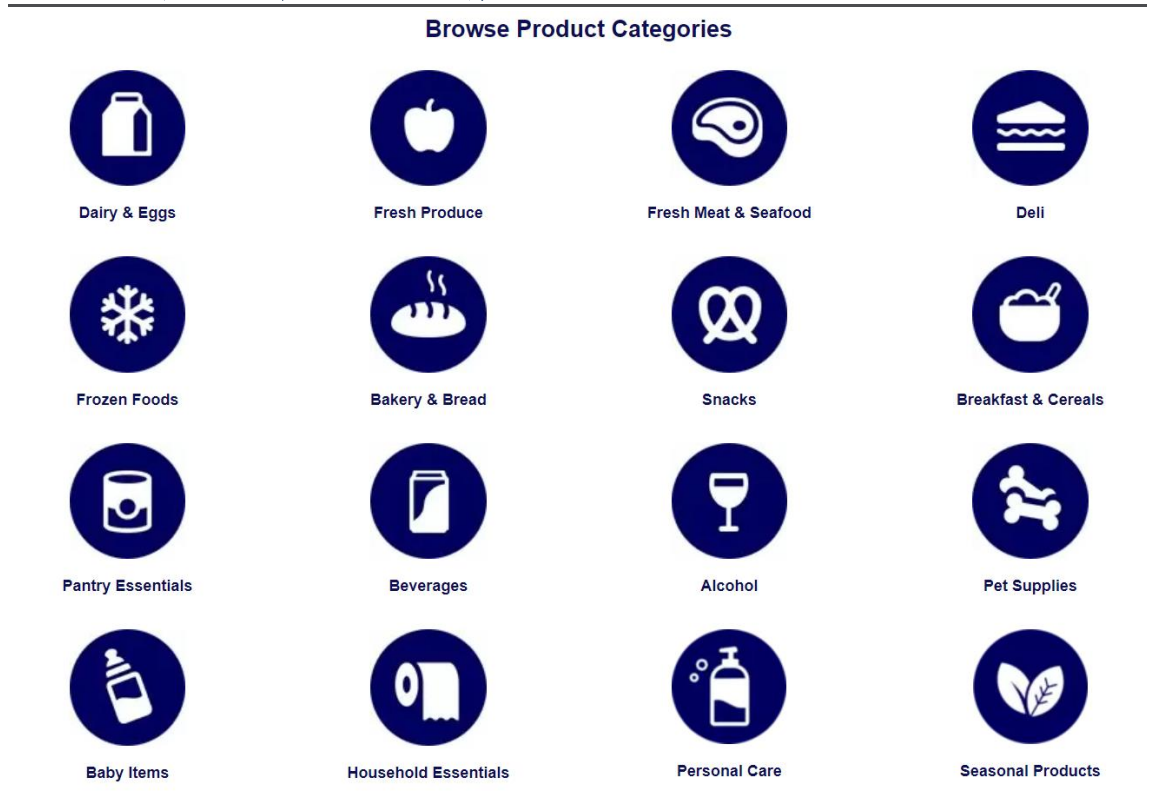 Browse Product Categories
Dairy & Eggs
Fresh Produce
Fresh Meat & Seafood
Deli
Frozen Foods
Bakery & Bread
Snacks
Breakfast & Cereals
Pantry Essentials
Beverages
Alcohol
Pet Supplies
Baby Items
Household Essentials
Personal Care
Seasonal Products